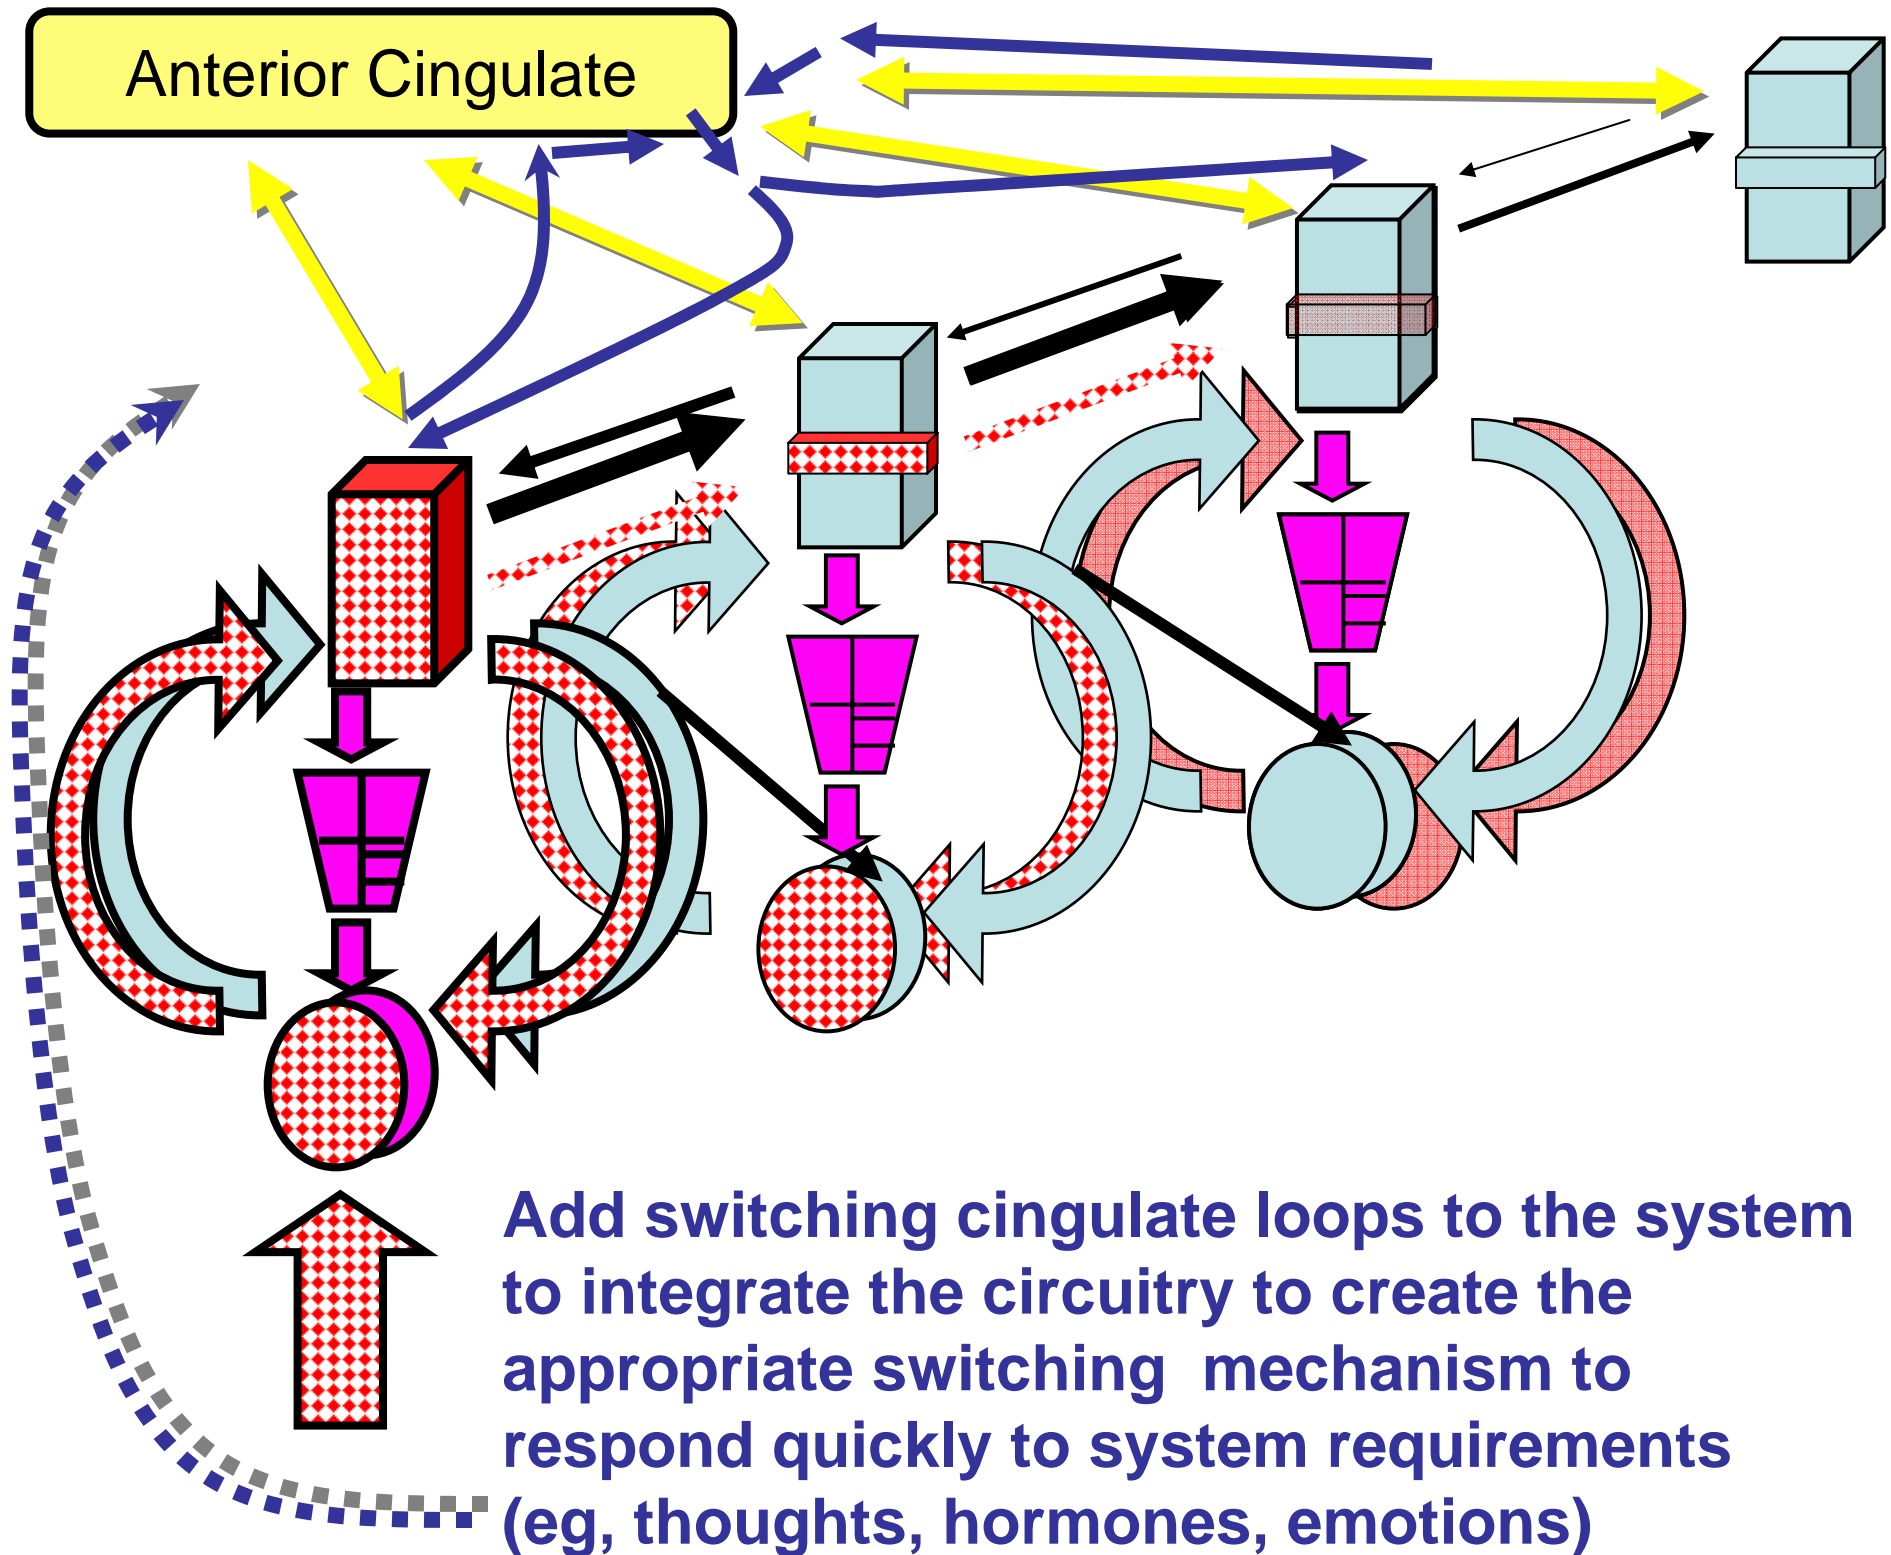 Anterior Cingulate
Add switching cingulate loops to the system
to integrate the circuitry to create the
appropriate switching  mechanism to
respond quickly to system requirements
(eg, thoughts, hormones, emotions)